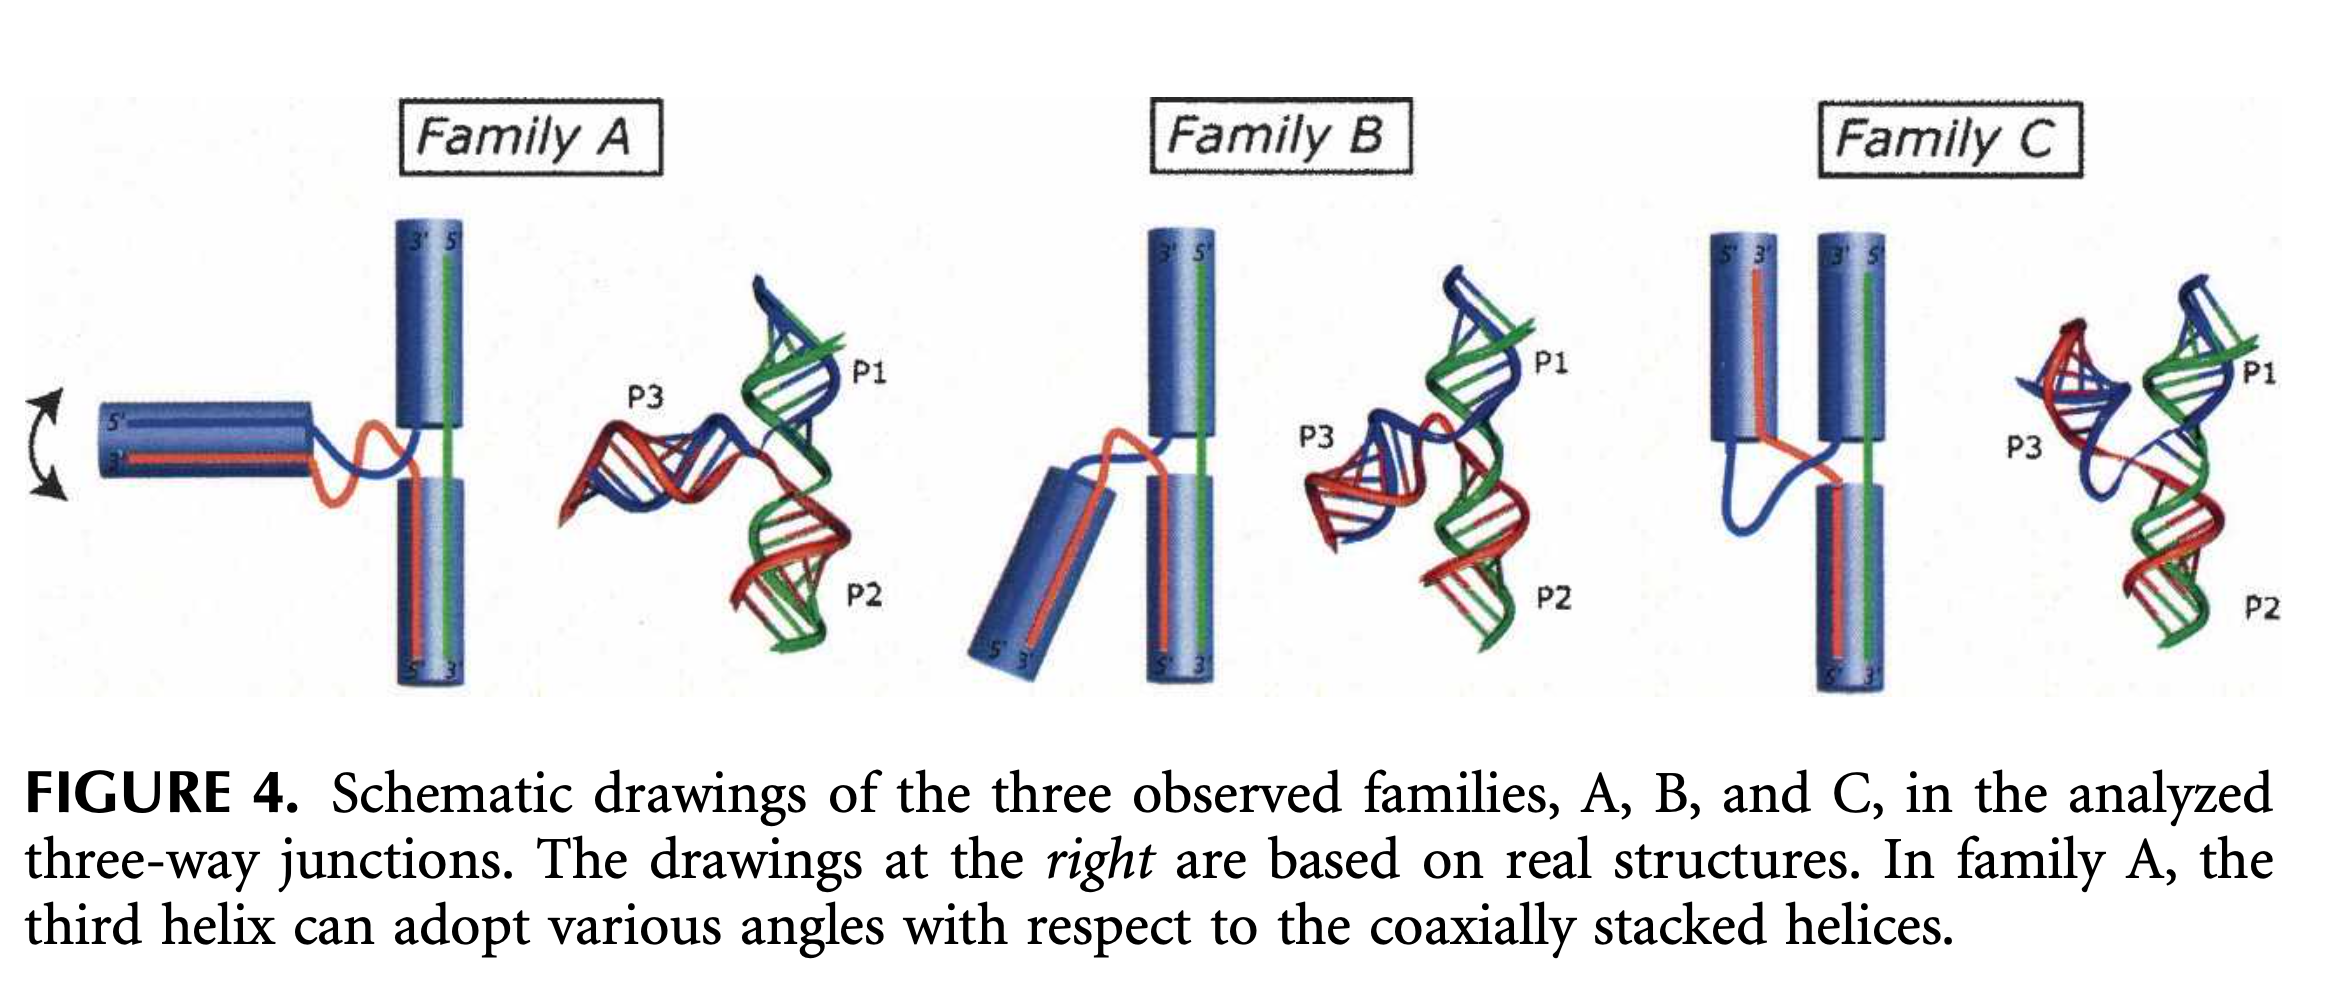 Family A
Family B
Family C
3' 5'
3' 5'
5' 3'
3' 5'
P1
P1
P1
P3
P3
P3
5'
3'
P2
P2
P2
5' 3'
5' 3'
5' 3'
5' 3'
FIGURE 4. Schematic drawings of the three observed families, A, B, and C, in the analyzed
three-way junctions. The drawings at the right are based on real structures. In family A, the
third helix can adopt various angles with respect to the coaxially stacked helices.